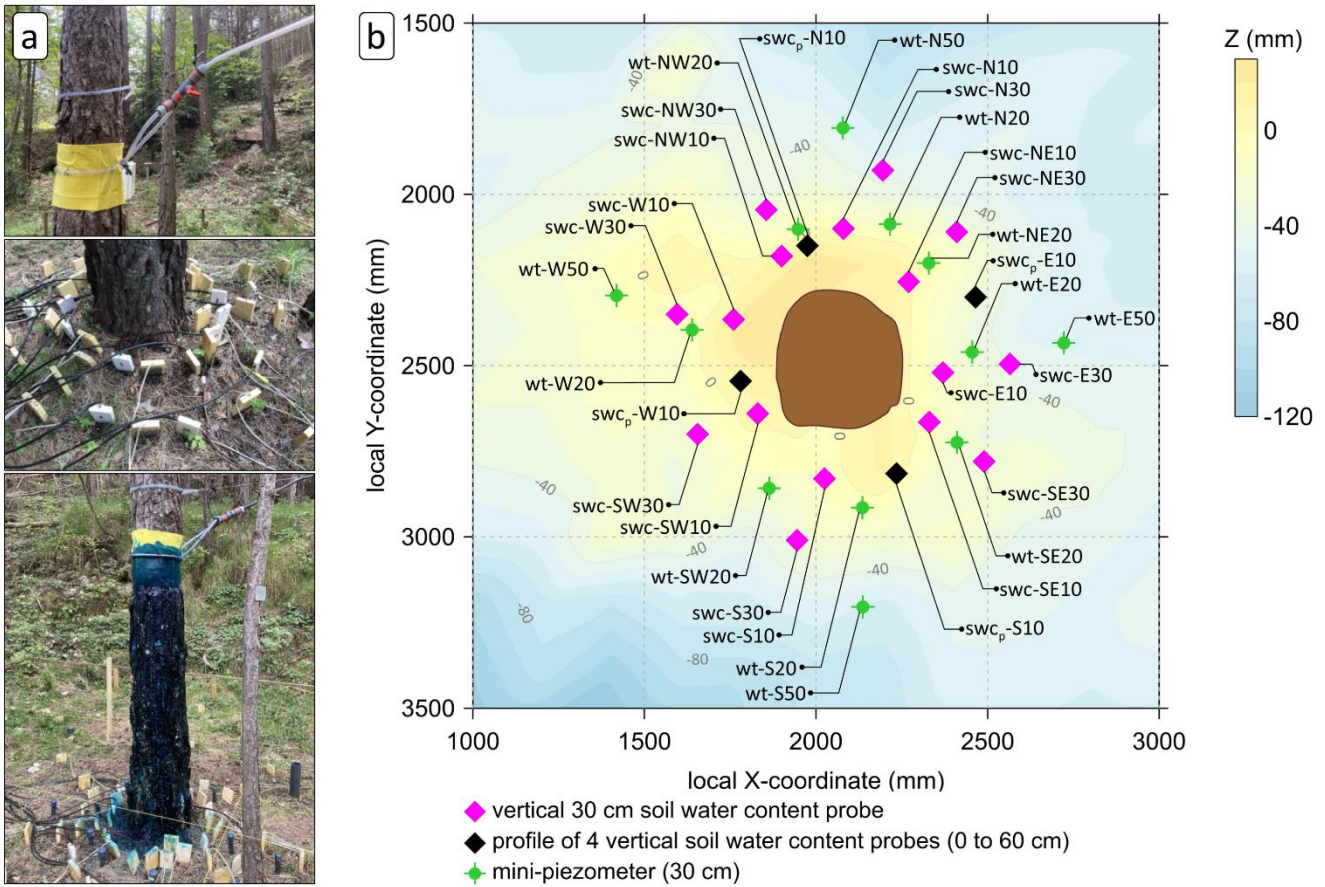 a
b
1500
2000
2500
3000
3500
1000
1500
2000
2500
3000
local Y-coordinate (mm)
local X-coordinate (mm)
Z (mm)
0
-40
-80
-120
swcp-N10
wt-N50
wt-NW20
swc-N10
swc-N30
swc-NW30
wt-N20
swc-NW10
swc-NE10
swc-NE30
swc-W10
swc-W30
wt-NE20
swcp-E10
wt-W50
wt-E20
wt-E50
wt-W20
swc-E30
swc-E10
swcp-W10
swc-SE30
swc-SW30
swc-SW10
wt-SE20
wt-SW20
swc-SE10
swc-S30
swcp-S10
swc-S10
wt-S20
wt-S50
-40
-40
-40
0
0
0
0
-40
-40
-40
-40
-40
-80
-80
vertical 30 cm soil water content probe
profile of 4 vertical soil water content probes (0 to 60 cm)
mini-piezometer (30 cm)